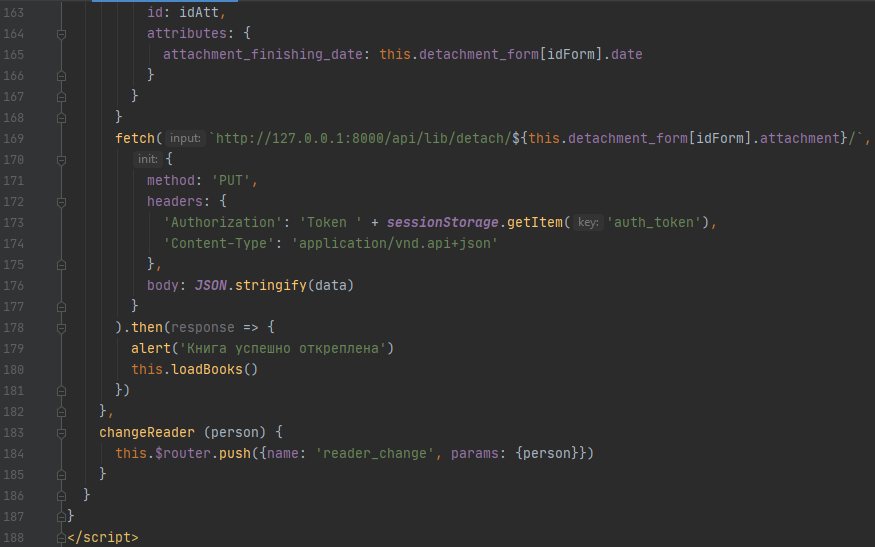 163 id: idAtt,
164 attributes: {
165 attachment_finishing_date: this.detachment_form[idForm].date
166 }
167 }
168 }
169 fetch( input: `http://127.0.0.1:8000/api/lib/detach/${this.detachment_form[idForm].attachment}/`,
170 init: {
171 method: 'PUT',
172 headers: {
173 'Authorization': 'Token ' + sessionStorage.getItem( key: 'auth_token'),
174 'Content-Type': 'application/vnd.api+json'
175 },
176 body: JSON.stringify(data)
177 }
178 ).then(response => {
179 alert('Книга успешно откреплена')
180 this.loadBooks()
181 })
182 },
183 changeReader (person) {
184 this.$router.push({name: 'reader_change', params: {person}})
185 }
186 }
187 }
188 </script>